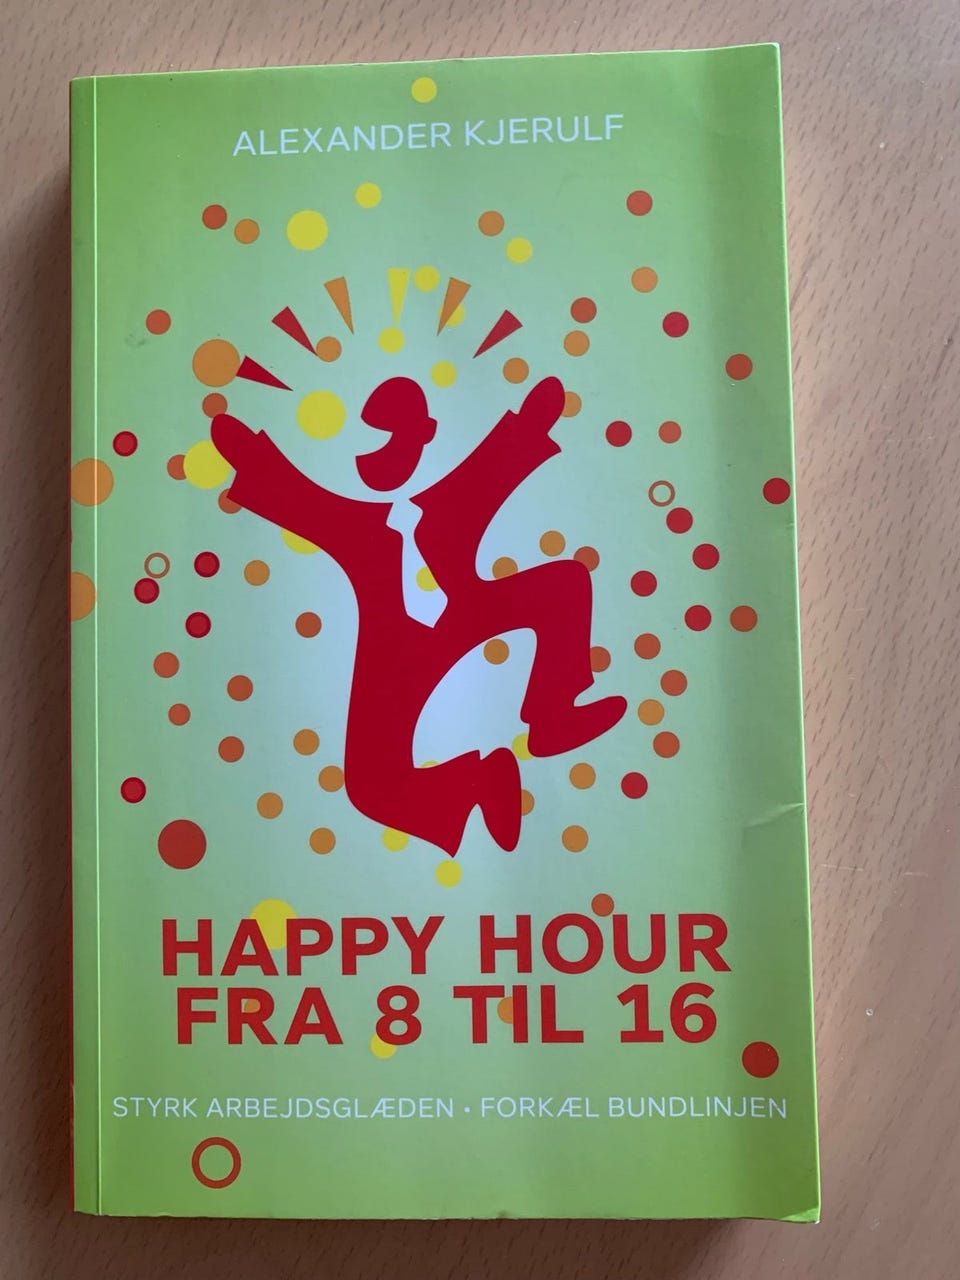 ALEXANDER KJERULF
HAPPY HOUR
FRA 8 TIL 16
STYRK ARBEJDSGLÆDEN • FORKÆL BUNDLINJEN